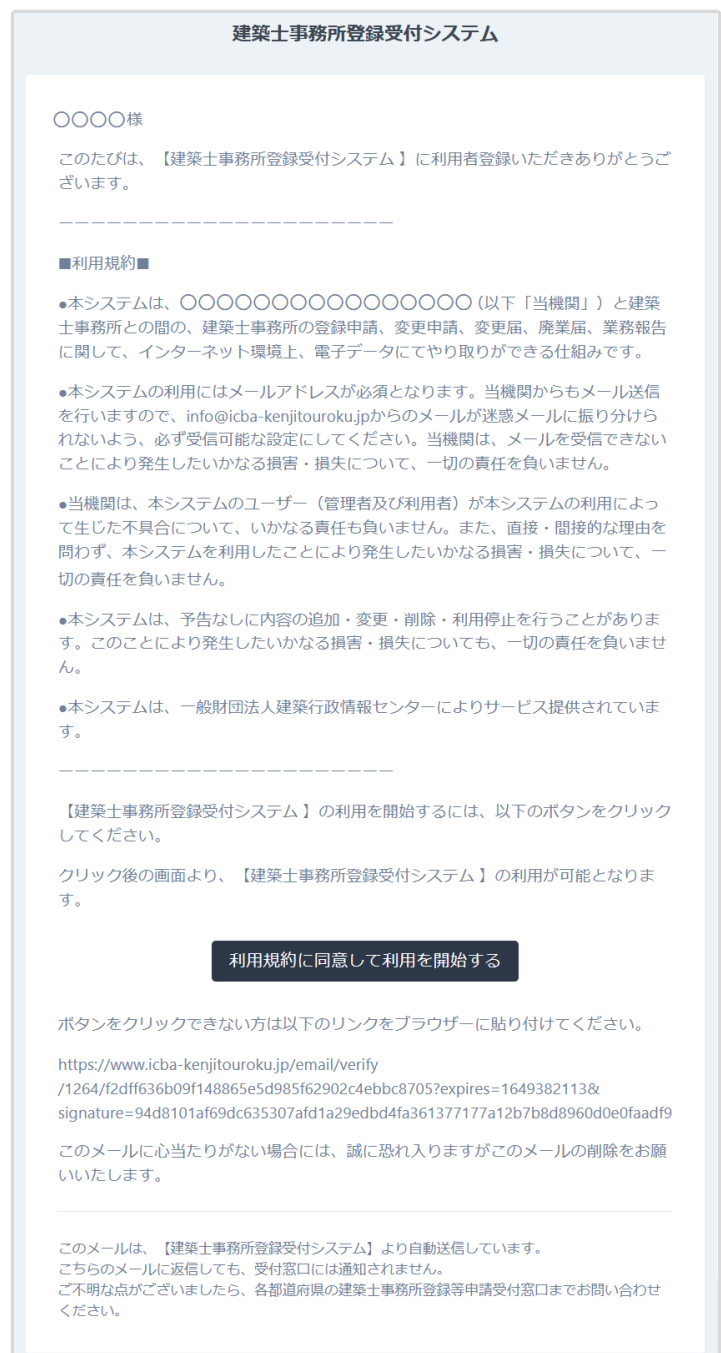 建築士事務所登録受付システム
〇〇〇〇様
このたびは、【建築士事務所登録受付システム 】に利用者登録いただきありがとうご
ざいます。
ーーーーーーーーーーーーーーーーーーーーー
■利用規約■
●本システムは、〇〇〇〇〇〇〇〇〇〇〇〇〇〇〇〇（以下「当機関」）と建築
士事務所との間の、建築士事務所の登録申請、変更申請、変更届、廃業届、業務報告
に関して、インターネット環境上、電子データにてやり取りができる仕組みです。
●本システムの利用にはメールアドレスが必須となります。当機関からもメール送信
を行いますので、info@icba-kenjitouroku.jpからのメールが迷惑メールに振り分けら
れないよう、必ず受信可能な設定にしてください。当機関は、メールを受信できない
ことにより発生したいかなる損害・損失について、一切の責任を負いません。
●当機関は、本システムのユーザー（管理者及び利用者）が本システムの利用によっ
て生じた不具合について、いかなる責任も負いません。また、直接・間接的な理由を
問わず、本システムを利用したことにより発生したいかなる損害・損失について、一
切の責任を負いません。
●本システムは、予告なしに内容の追加・変更・削除・利用停止を行うことがありま
す。このことにより発生したいかなる損害・損失についても、一切の責任を負いませ
ん。
●本システムは、一般財団法人建築行政情報センターによりサービス提供されていま
す。
ーーーーーーーーーーーーーーーーーーーーー
【建築士事務所登録受付システム 】の利用を開始するには、以下のボタンをクリック
してください。
クリック後の画面より、【建築士事務所登録受付システム 】の利用が可能となりま
す。
利用規約に同意して利用を開始する
ボタンをクリックできない方は以下のリンクをブラウザーに貼り付けてください。
https://www.icba-kenjitouroku.jp/email/verify
/1264/f2dff636b09f148865e5d985f62902c4ebbc8705?expires=1649382113&
signature=94d8101af69dc635307afd1a29edbd4fa361377177a12b7b8d8960d0e0faadf9
このメールに心当たりがない場合には、誠に恐れ入りますがこのメールの削除をお願
いいたします。
このメールは、【建築士事務所登録受付システム】より自動送信しています。
こちらのメールに返信しても、受付窓口には通知されません。
ご不明な点がございましたら、各都道府県の建築士事務所登録等申請受付窓口までお問い合わせ
ください。